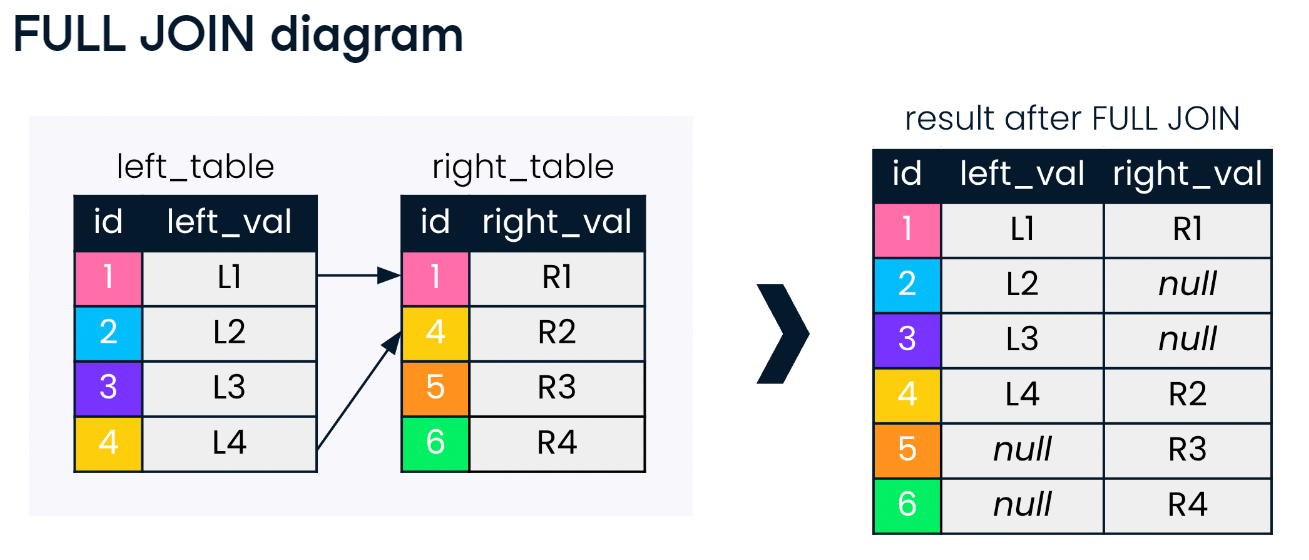 FULL JOIN diagram
result after FULL JOIN
left_table right_table
id left_val id right_val
1 L1 1 R1
2 L2 4 R2
3 L3 5 R3
4 L4 6 R4
id left_val right_val
1 L1 R1
2 L2 null
3 L3 null
4 L4 R2
5 null R3
6 null R4